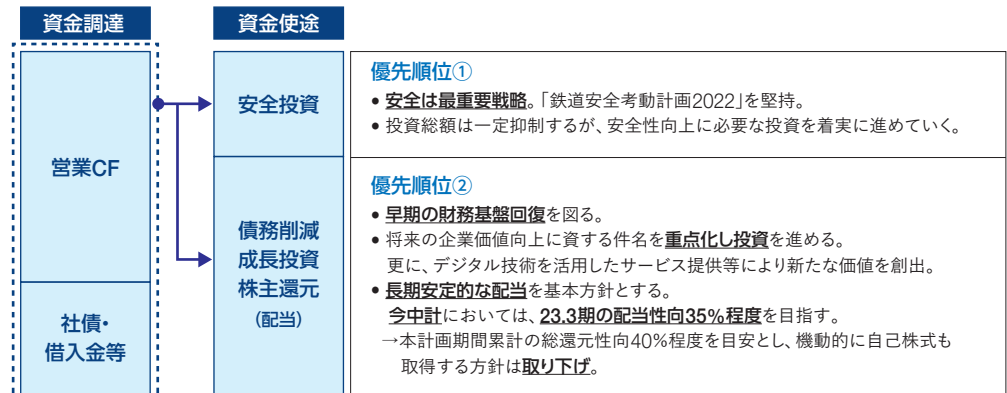 資金調達
資金使途
営業CF
社債・
借入金等
安全投資
債務削減
成長投資
株主還元
(配当)
優先順位①
• 安全は最重要戦略。「鉄道安全考動計画2022」を堅持。
• 投資総額は一定抑制するが、安全性向上に必要な投資を着実に進めていく。
優先順位②
• 早期の財務基盤回復を図る。
• 将来の企業価値向上に資する件名を重点化し投資を進める。
更に、デジタル技術を活用したサービス提供等により新たな価値を創出。
• 長期安定的な配当を基本方針とする。
今中計においては、23.3期の配当性向35%程度を目指す。
→本計画期間累計の総還元性向40%程度を目安とし、機動的に自己株式も
取得する方針は取り下げ。